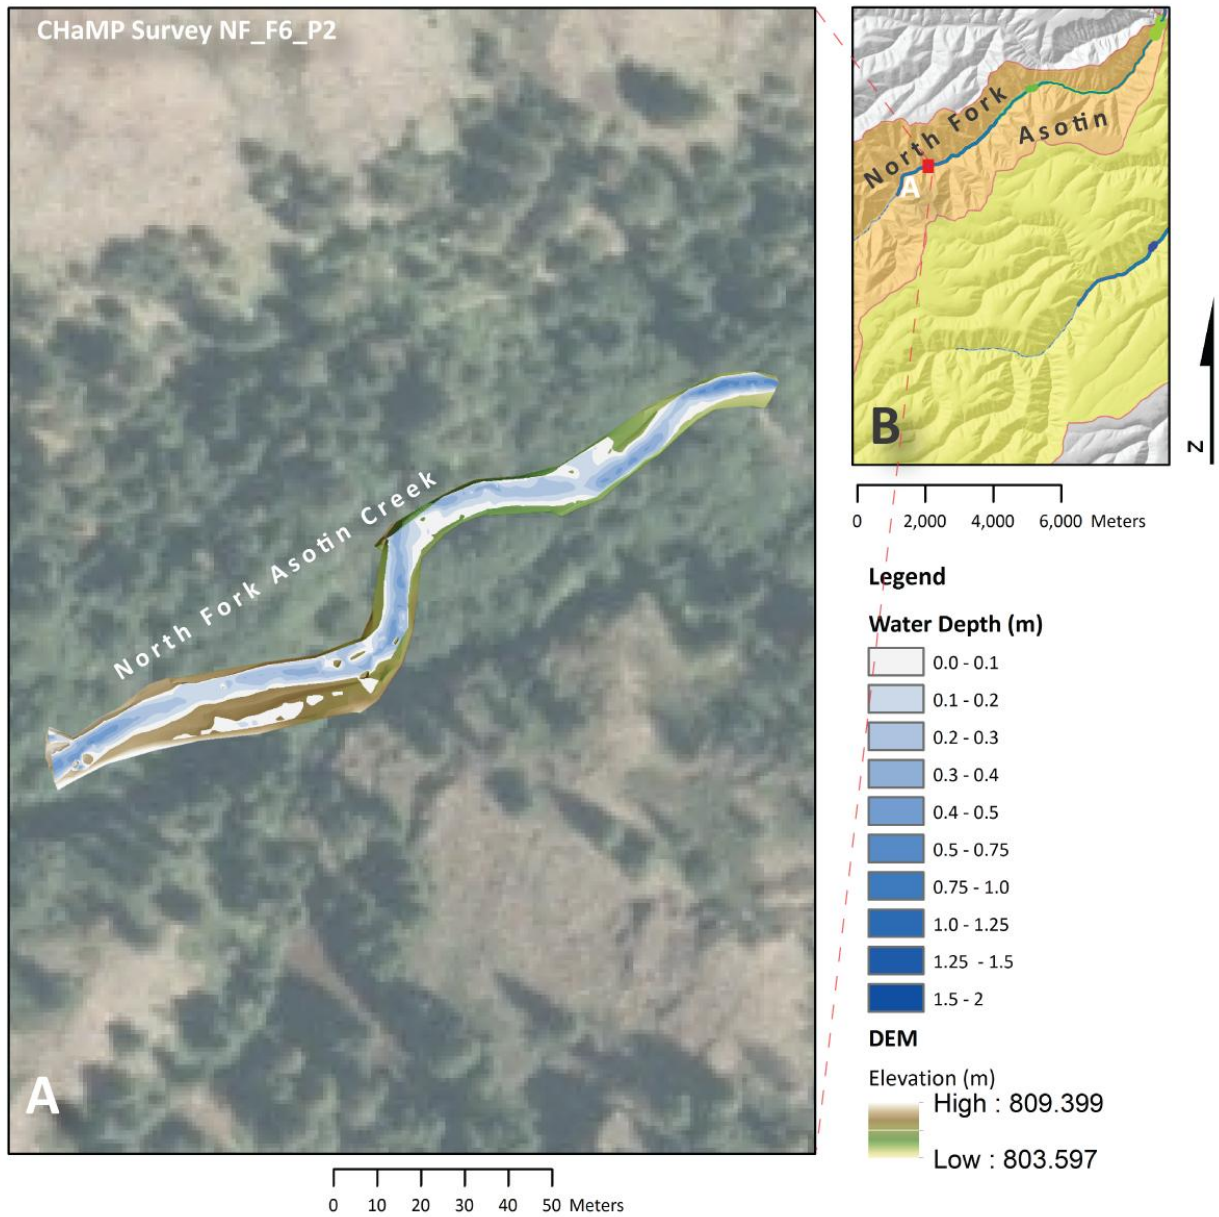 CHaMP Survey NF_F6_P2
North Fork Asotin Creek
A
0 10 20 30 40 50 Meters
North Fork
Asotin
A
B
N
0 2,000 4,000 6,000 Meters
Legend
Water Depth (m)
0.0 - 0.1
0.1 - 0.2
0.2 - 0.3
0.3 - 0.4
0.4 - 0.5
0.5 - 0.75
0.75 - 1.0
1.0 - 1.25
1.25 - 1.5
1.5 - 2
DEM
Elevation (m)
High : 809.399
Low : 803.597